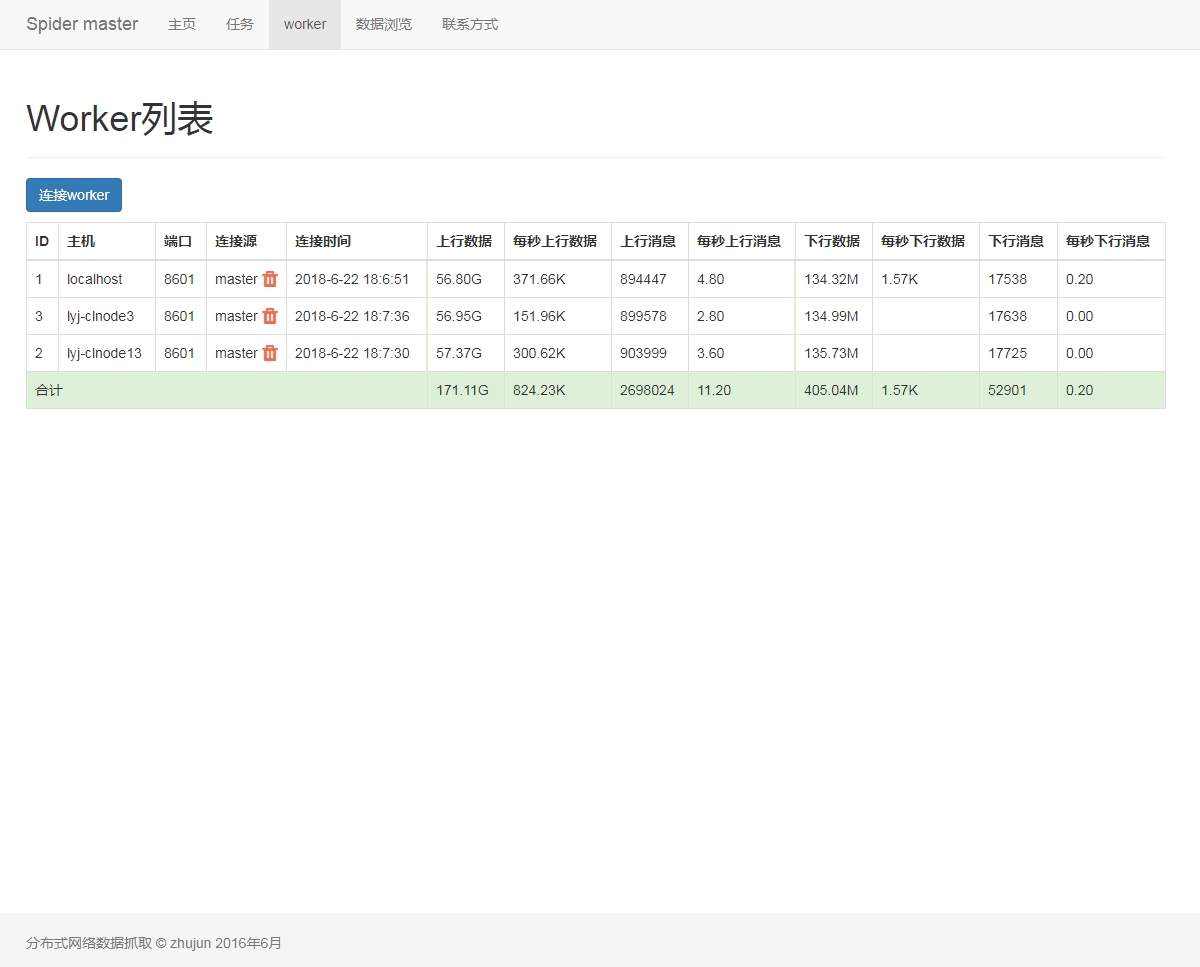 Spider master 主页 任务 worker 数据浏览 联系方式
Worker列表
连接worker
ID 主机 端口 连接源 连接时间 上行数据 每秒上行数据 上行消息 每秒上行消息 下行数据 每秒下行数据 下行消息 每秒下行消息
1 localhost 8601 master 2018-6-22 18:6:51 56.80G 371.66K 894447 4.80 134.32M 1.57K 17538 0.20
3 lyj-clnode3 8601 master 2018-6-22 18:7:36 56.95G 151.96K 899578 2.80 134.99M 17638 0.00
2 lyj-clnode13 8601 master 2018-6-22 18:7:30 57.37G 300.62K 903999 3.60 135.73M 17725 0.00
合计 171.11G 824.23K 2698024 11.20 405.04M 1.57K 52901 0.20
分布式网络数据抓取 © zhujun 2016年6月